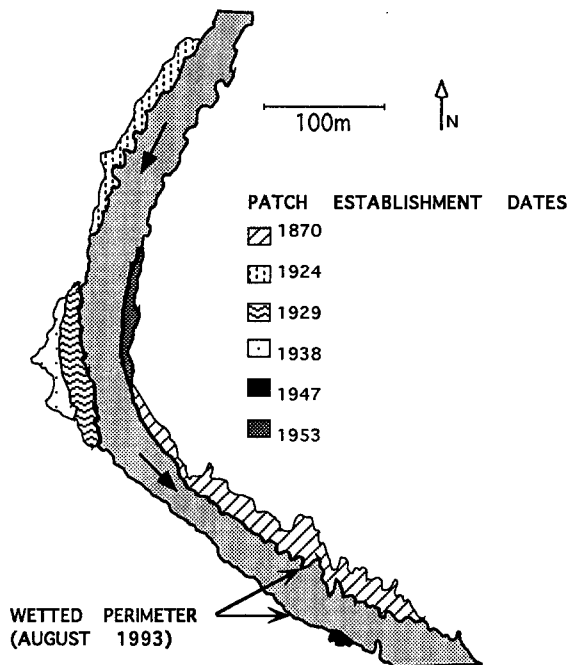 100m
N
PATCH ESTABLISHMENT DATES
1870
1924
1929
1938
1947
1953
WETTED PERIMETER
(AUGUST 1993)